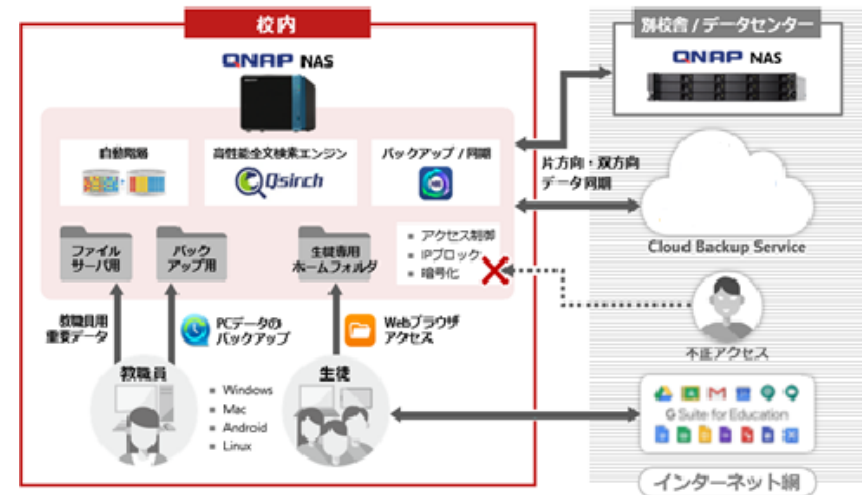 校内
QNAP NAS
自動階層
高性能全文検索エンジン
Qsirch
バックアップ / 同期
ファイル
サーバ用
バック
アップ用
生徒専用
ホームフォルダ
アクセス制御
IPブロック
暗号化
教職員用
重要データ
PCデータの
バックアップ
Webブラウザ
アクセス
教職員
Windows
Mac
Android
Linux
生徒
別校舎 / データセンター
QNAP NAS
片方向・双方向
データ同期
Cloud Backup Service
不正アクセス
G Suite for Education
インターネット網